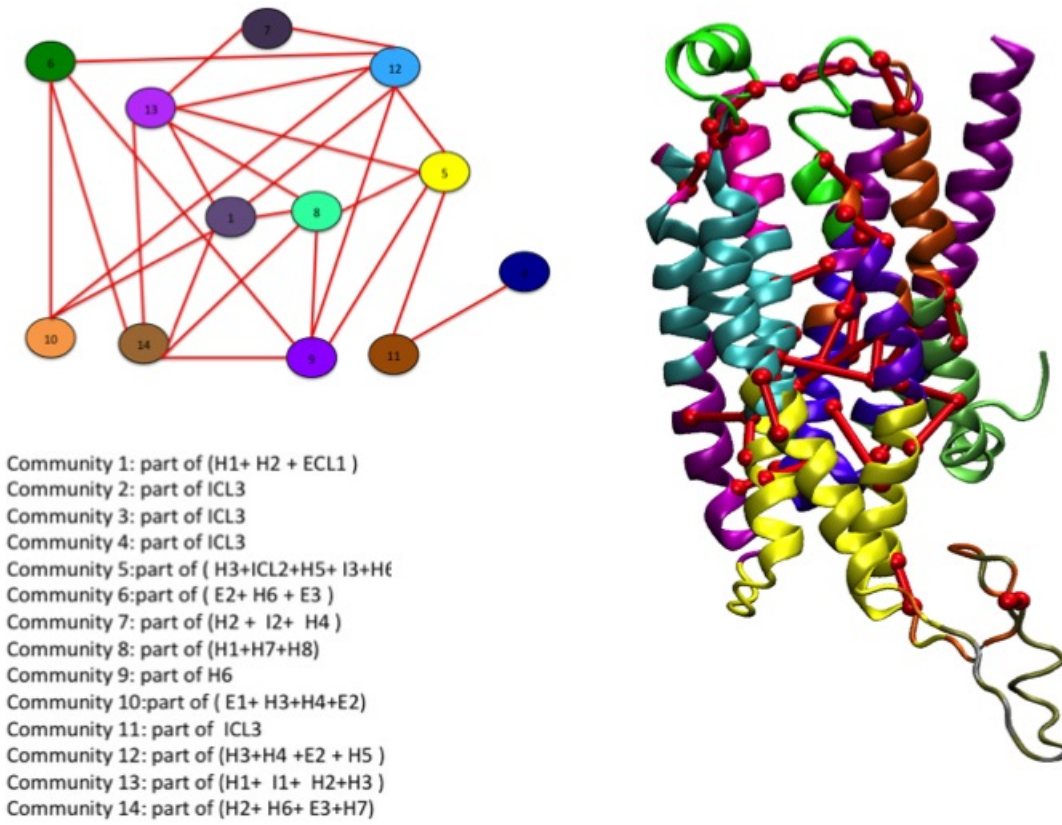 7
6
12
13
5
1
8
10
14
9
11
Community 1: part of (H1+ H2 + ECL1 )
Community 2: part of ICL3
Community 3: part of ICL3
Community 4: part of ICL3
Community 5:part of ( H3+ICL2+H5+ I3+H6
Community 6:part of ( E2+ H6 + E3 )
Community 7: part of (H2 + I2+ H4 )
Community 8: part of (H1+H7+H8)
Community 9: part of H6
Community 10:part of ( E1+ H3+H4+E2)
Community 11: part of ICL3
Community 12: part of (H3+H4 +E2 + H5 )
Community 13: part of (H1+ I1+ H2+H3 )
Community 14: part of (H2+ H6+ E3+H7)